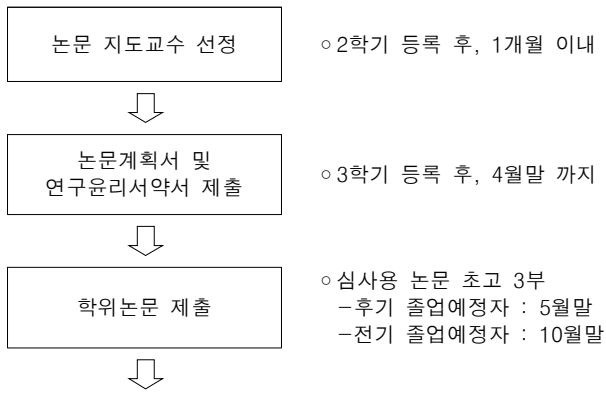 논문 지도교수 선정
○2학기 등록 후, 1개월 이내
논문계획서 및
연구윤리서약서 제출
○3학기 등록 후, 4월말 까지
학위논문 제출
○심사용 논문 초고 3부
-후기 졸업예정자 : 5월말
-전기 졸업예정자 : 10월말